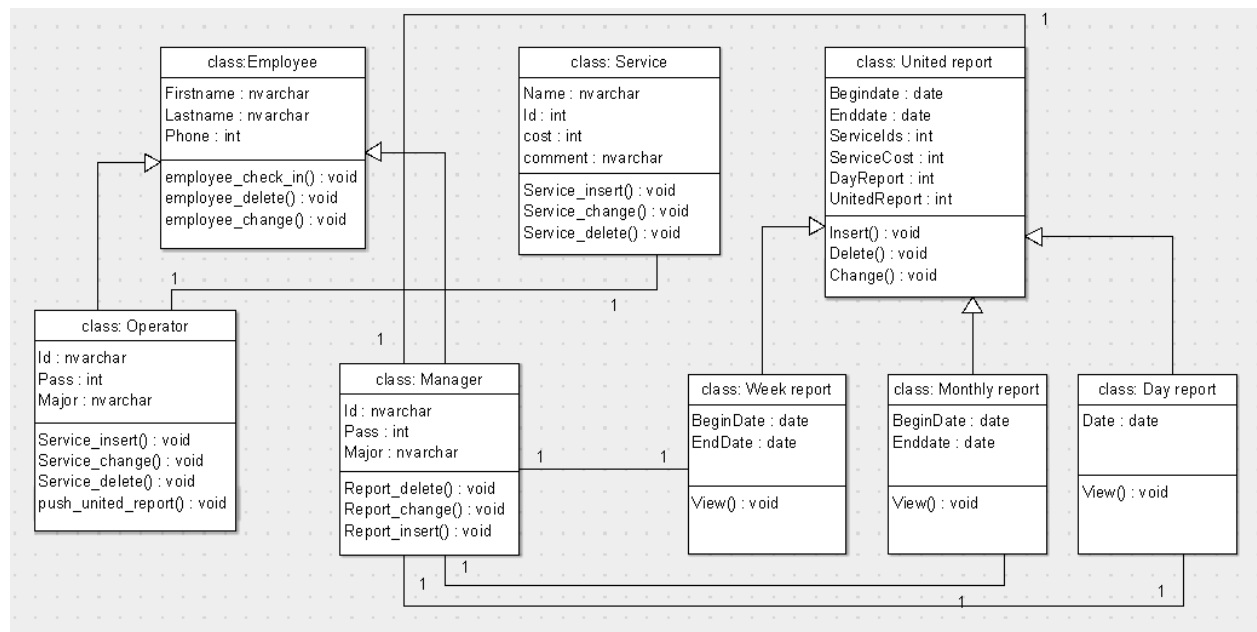 class:Employee
Firstname : nvarchar
Lastname : nvarchar
Phone : int
employee_check_in() : void
employee_delete() : void
employee_change() : void
class: Service
Name : nvarchar
Id : int
cost : int
comment : nvarchar
Service_insert() : void
Service_change() : void
Service_delete() : void
1
class: United report
Begindate : date
Enddate : date
ServiceIds : int
ServiceCost : int
DayReport : int
UnitedReport : int
Insert() : void
Delete() : void
Change() : void
1
1
1
class: Operator
Id : nvarchar
Pass : int
Major : nvarchar
Service_insert() : void
Service_change() : void
Service_delete() : void
push_united_report() : void
class: Manager
Id : nvarchar
Pass : int
Major : nvarchar
Report_delete() : void
Report_change() : void
Report_insert() : void
1
1
class: Week report
BeginDate : date
EndDate : date
View() : void
class: Monthly report
BeginDate : date
Enddate : date
View() : void
class: Day report
Date : date
View() : void
1
1
1
1
1